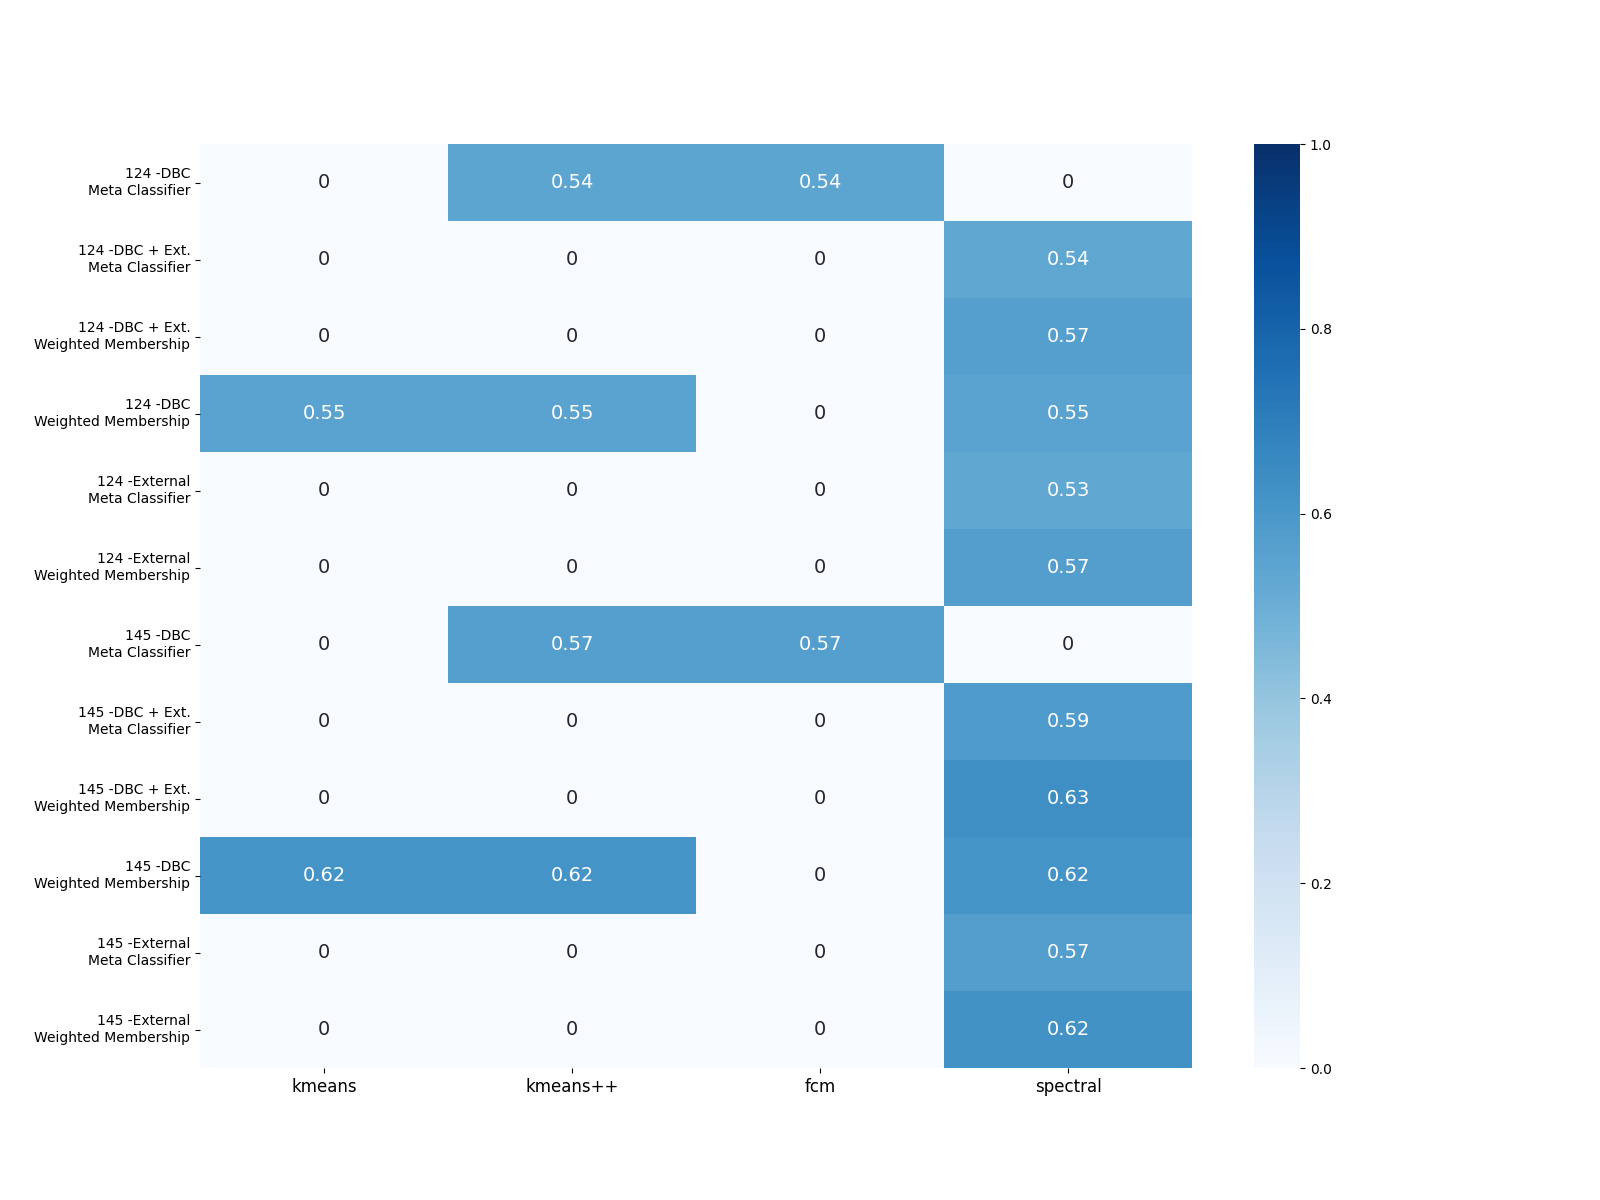 124 -DBC
Meta Classifier
0 0.54 0.54 0
124 -DBC + Ext.
Meta Classifier
0 0 0 0.54
124 -DBC + Ext.
Weighted Membership
0 0 0 0.57
124 -DBC
Weighted Membership
0.55 0.55 0 0.55
124 -External
Meta Classifier
0 0 0 0.53
124 -External
Weighted Membership
0 0 0 0.57
145 -DBC
Meta Classifier
0 0.57 0.57 0
145 -DBC + Ext.
Meta Classifier
0 0 0 0.59
145 -DBC + Ext.
Weighted Membership
0 0 0 0.63
145 -DBC
Weighted Membership
0.62 0.62 0 0.62
145 -External
Meta Classifier
0 0 0 0.57
145 -External
Weighted Membership
0 0 0 0.62
kmeans kmeans++ fcm spectral
1.0
0.8
0.6
0.4
0.2
0.0